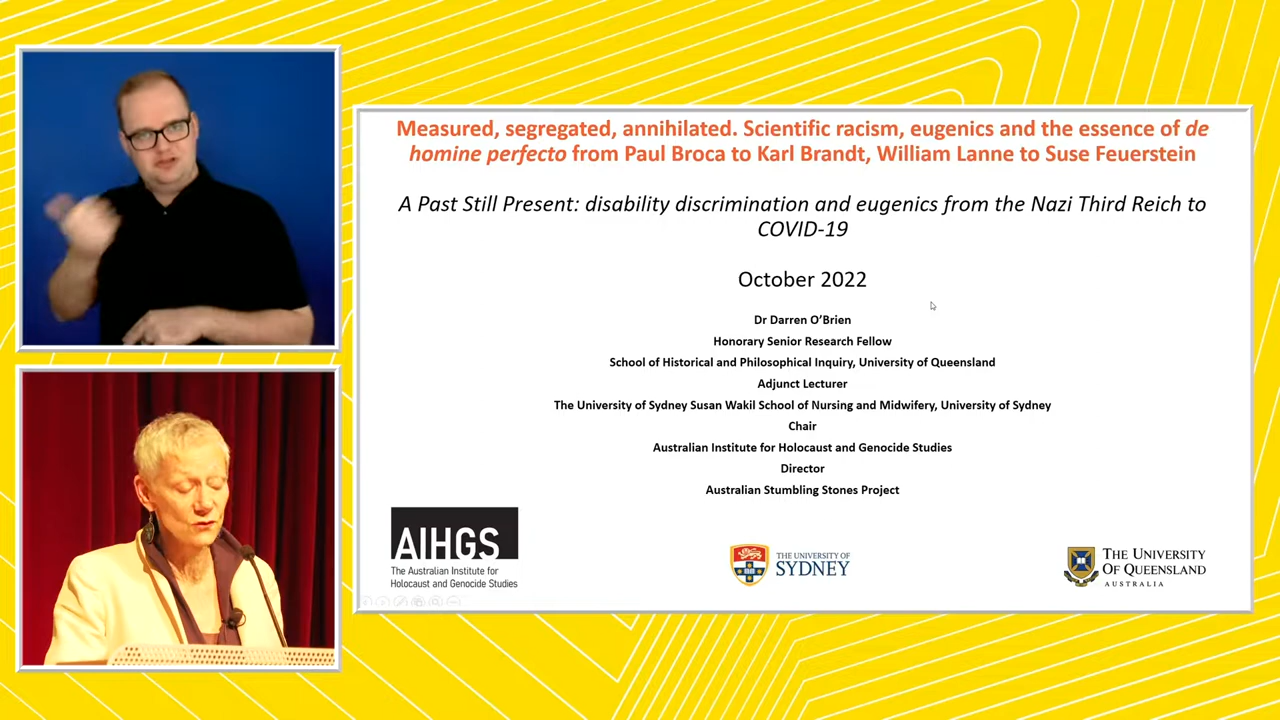 Measured, segregated, annihilated. Scientific racism, eugenics and the essence of de
homine perfecto from Paul Broca to Karl Brandt, William Lanne to Suse Feuerstein
A Past Still Present: disability discrimination and eugenics from the Nazi Third Reich to
COVID-19
October 2022
Dr Darren O’Brien
Honorary Senior Research Fellow
School of Historical and Philosophical Inquiry, University of Queensland
Adjunct Lecturer
The University of Sydney Susan Wakil School of Nursing and Midwifery, University of Sydney
Chair
Australian Institute for Holocaust and Genocide Studies
Director
Australian Stumbling Stones Project
AIHGS
The Australian Institute for
Holocaust and Genocide Studies
THE UNIVERSITY OF
SYDNEY
THE UNIVERSITY
OF QUEENSLAND
AUSTRALIA